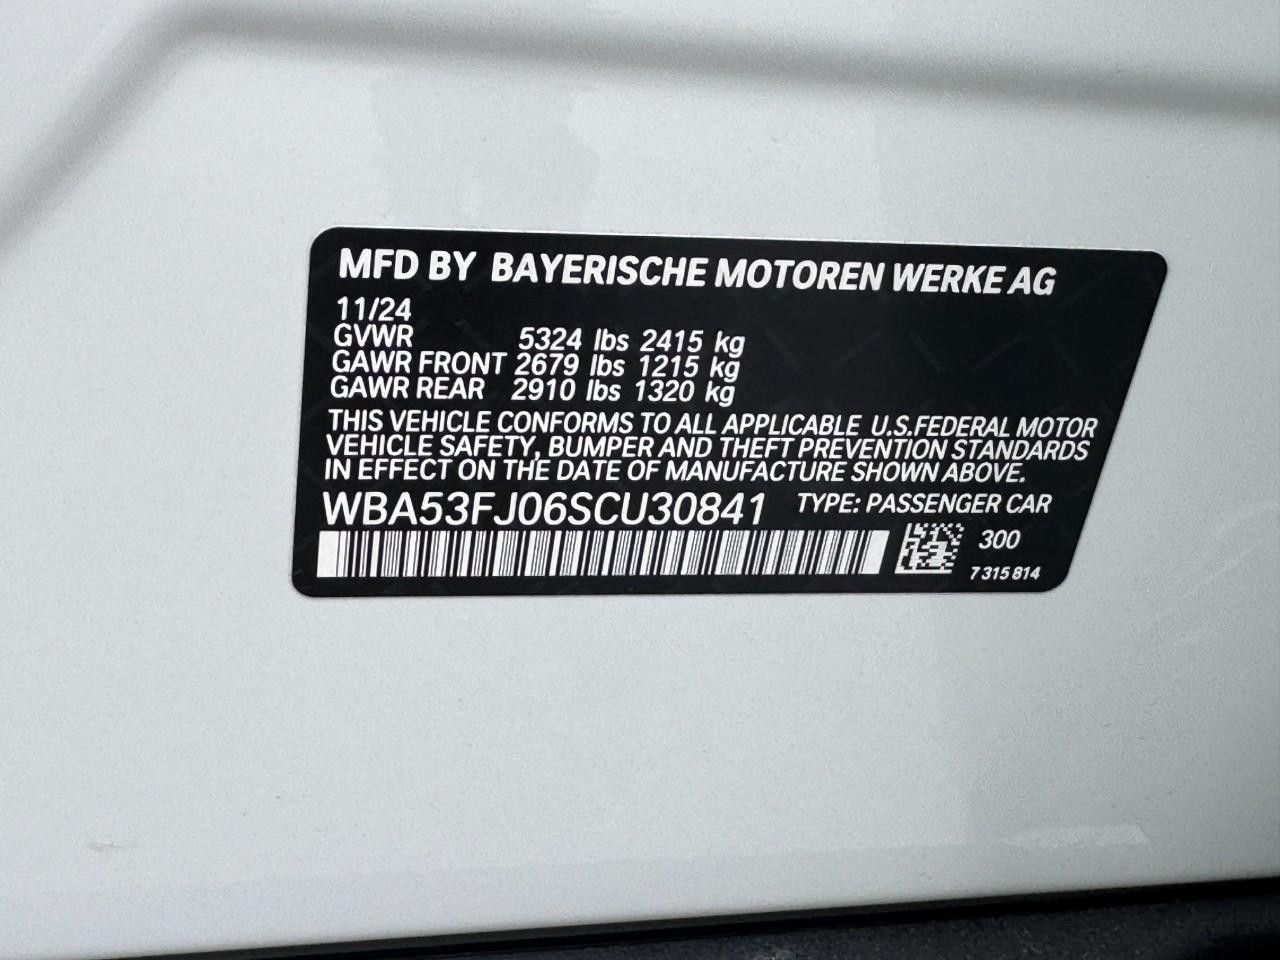 MFD BY BAYERISCHE MOTOREN WERKE AG
11/24
GVWR 5324 lbs 2415 kg
GAWR FRONT 2679 lbs 1215 kg
GAWR REAR 2910 lbs 1320 kg
THIS VEHICLE CONFORMS TO ALL APPLICABLE U.S.FEDERAL MOTOR
VEHICLE SAFETY, BUMPER AND THEFT PREVENTION STANDARDS
IN EFFECT ON THE DATE OF MANUFACTURE SHOWN ABOVE.
WBA53FJ06SCU30841 TYPE: PASSENGER CAR
300
7 315 814